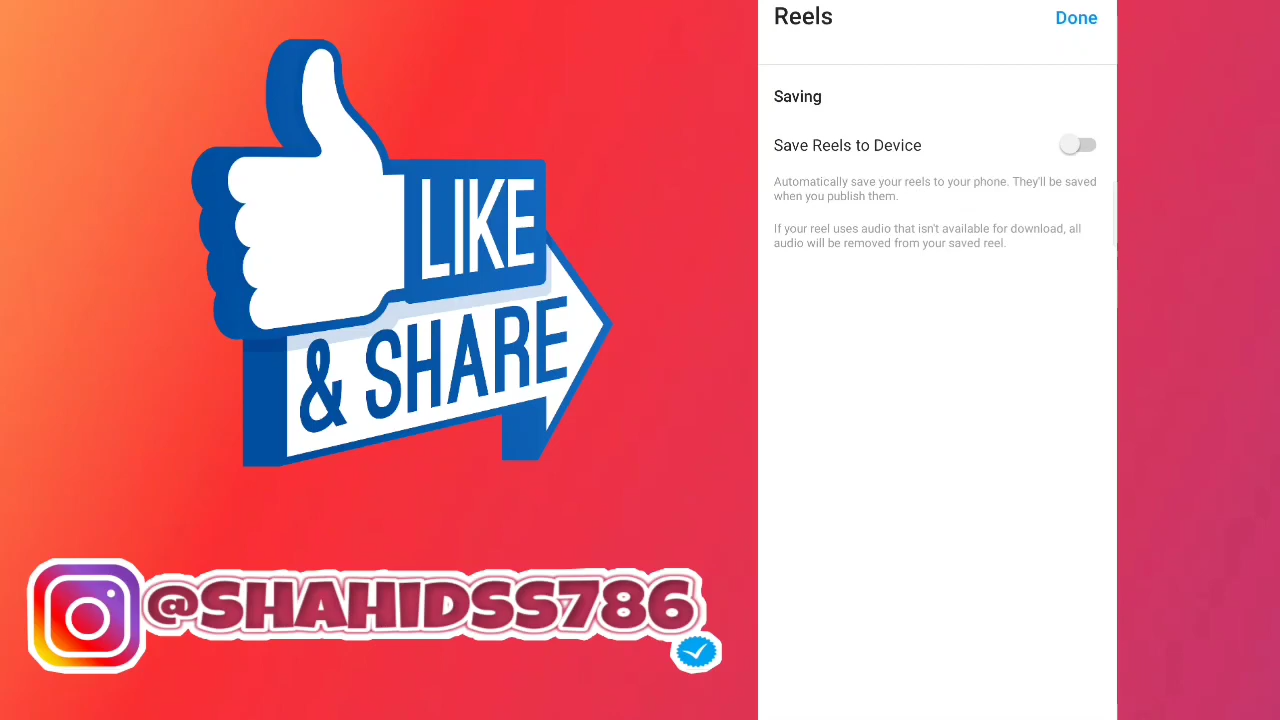 LIKE
& SHARE
@SHAHIDSS786
Reels
Done
Saving
Save Reels to Device
Automatically save your reels to your phone. They'll be saved
when you publish them.
If your reel uses audio that isn't available for download, all
audio will be removed from your saved reel.